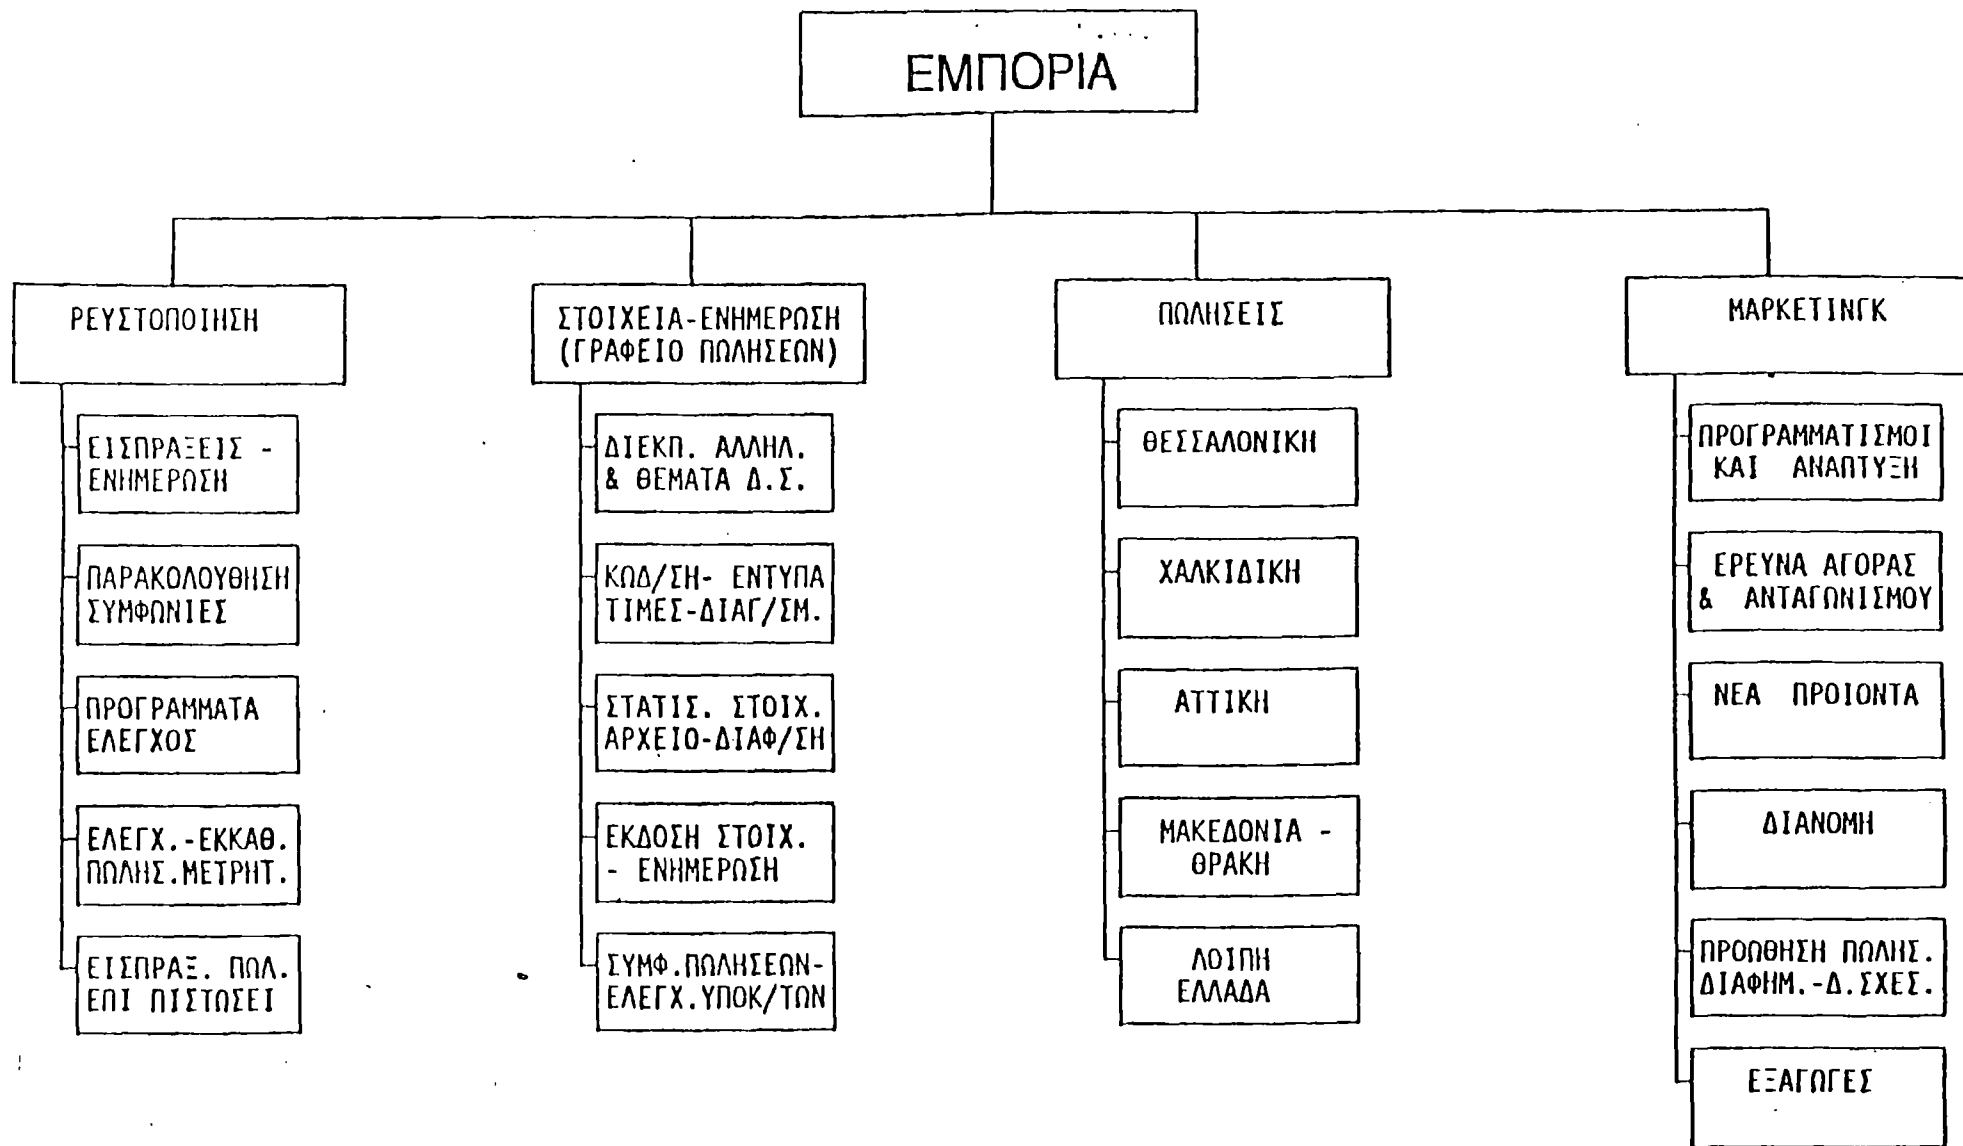 ΕΜΠΟΡΙΑ
ΡΕΥΣΤΟΠΟΙΗΣΗ
ΕΙΣΠΡΑΞΕΙΣ -
ΕΝΗΜΕΡΩΣΗ
ΠΑΡΑΚΟΛΟΥΘΗΣΗ
ΣΥΜΦΩΝΙΕΣ
ΠΡΟΓΡΑΜΜΑΤΑ
ΕΛΕΓΧΟΣ
ΕΛΕΓΧ.-ΕΚΚΑΘ.
ΠΩΛΗΣ.ΜΕΤΡΗΤ.
ΕΙΣΠΡΑΞ. ΠΩΛ.
ΕΠΙ ΠΙΣΤΩΣΕΙ
ΣΤΟΙΧΕΙΑ-ΕΝΗΜΕΡΩΣΗ
(ΓΡΑΦΕΙΟ ΠΩΛΗΣΕΩΝ)
ΔΙΕΚΠ. ΑΛΛΗΛ.
& ΘΕΜΑΤΑ Δ.Σ.
ΚΩΔ/ΣΗ- ΕΝΤΥΠΑ
ΤΙΜΕΣ-ΔΙΑΓ/ΣΜ.
ΣΤΑΤΙΣ. ΣΤΟΙΧ.
ΑΡΧΕΙΟ-ΔΙΑΦ/ΣΗ
ΕΚΔΟΣΗ ΣΤΟΙΧ.
- ΕΝΗΜΕΡΩΣΗ
ΣΥΜΦ.ΠΩΛΗΣΕΩΝ-
ΕΛΕΓΧ.ΥΠΟΚ/ΤΩΝ
ΠΩΛΗΣΕΙΣ
ΘΕΣΣΑΛΟΝΙΚΗ
ΧΑΛΚΙΔΙΚΗ
ΑΤΤΙΚΗ
ΜΑΚΕΔΟΝΙΑ -
ΘΡΑΚΗ
ΛΟΙΠΗ
ΕΛΛΑΔΑ
ΜΑΡΚΕΤΙΝΓΚ
ΠΡΟΓΡΑΜΜΑΤΙΣΜΟΙ
ΚΑΙ ΑΝΑΠΤΥΞΗ
ΕΡΕΥΝΑ ΑΓΟΡΑΣ
& ΑΝΤΑΓΩΝΙΣΜΟΥ
ΝΕΑ ΠΡΟΙΟΝΤΑ
ΔΙΑΝΟΜΗ
ΠΡΟΩΘΗΣΗ ΠΩΛΗΣ.
ΔΙΑΦΗΜ.-Δ.ΣΧΕΣ.
ΕΞΑΓΩΓΕΣ